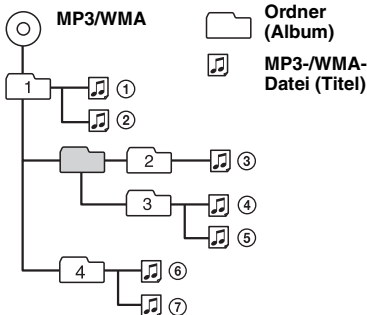 MP3/WMA
Ordner
(Album)
MP3-/WMA-
Datei (Titel)
1
①
②
2
③
3
④
⑤
4
⑥
⑦